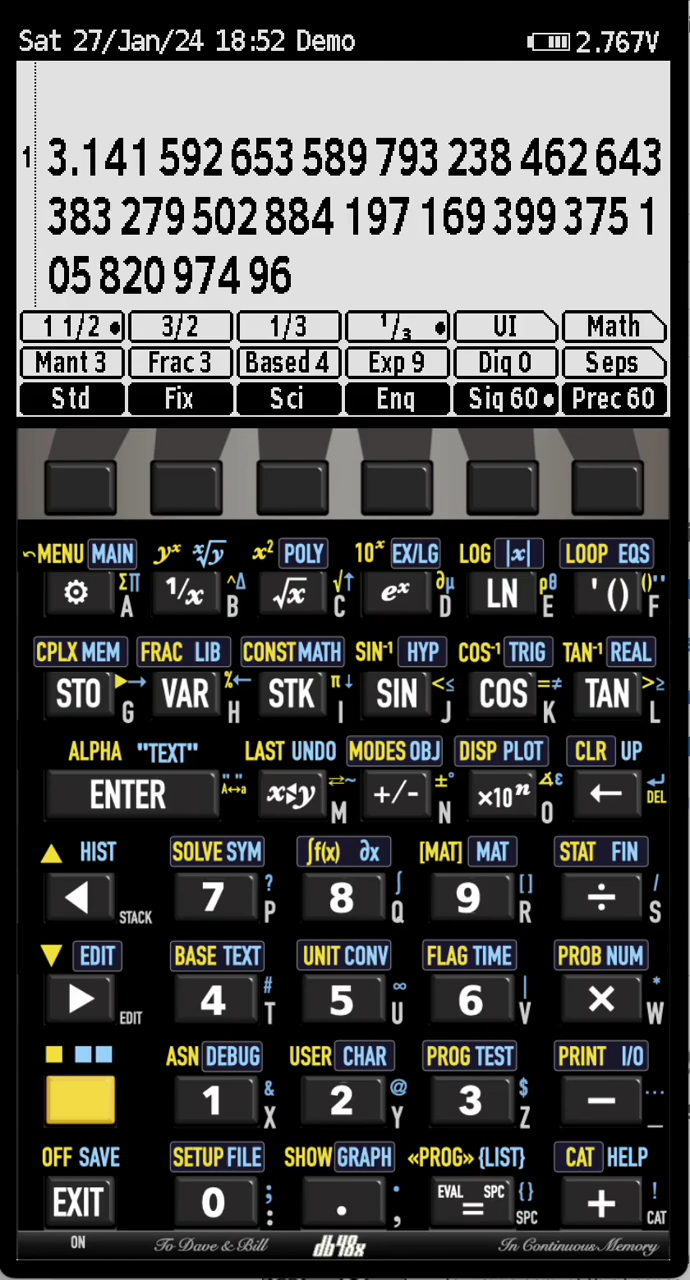 Sat 27/Jan/24 18:52 Demo 2.767V
1 3.141 592 653 589 793 238 462 643
383 279 502 884 197 169 399 375 1
05 820 974 96
1 1/2 ● 3/2 1/3 ¹/₃ ● UI Math
Mant 3 Frac 3 Based 4 Exp 9 Dig 0 Seps
Std Fix Sci Eng Sig 60 ● Prec 60
MENU MAIN yˣ ˣ√y x² POLY 10ˣ EX/LG LOG |x| LOOP EQS
⚙ Σ∏ A 1/x ^Δ B √x √↑ C eˣ ∂μ D LN ρθ E ' () ()'' F
CPLX MEM FRAC LIB CONST MATH SIN⁻¹ HYP COS⁻¹ TRIG TAN⁻¹ REAL
STO ▶→ G VAR %← H STK π↓ I SIN <≤ J COS =≠ K TAN >≥ L
ALPHA "TEXT" LAST UNDO MODES OBJ DISP PLOT CLR UP
ENTER " " A↔a x⇄y ⇄~ M +/- ±° N ×10ⁿ ∡ε O ← ↵ DEL
▲ HIST SOLVE SYM ∫f(x) ∂x [MAT] MAT STAT FIN
◀ STACK 7 ? P 8 ∫ Q 9 [ ] R ÷ / S
▼ EDIT BASE TEXT UNIT CONV FLAG TIME PROB NUM
▶ EDIT 4 # T 5 ∞ U 6 | V × * W
ASN DEBUG USER CHAR PROG TEST PRINT I/O
1 & X 2 @ Y 3 $ Z − … _
OFF SAVE SETUP FILE SHOW GRAPH «PROG» {LIST} CAT HELP
EXIT 0 ; : . · , EVAL SPC = {} SPC + ! CAT
ON To Dave & Bill db48x In Continuous Memory